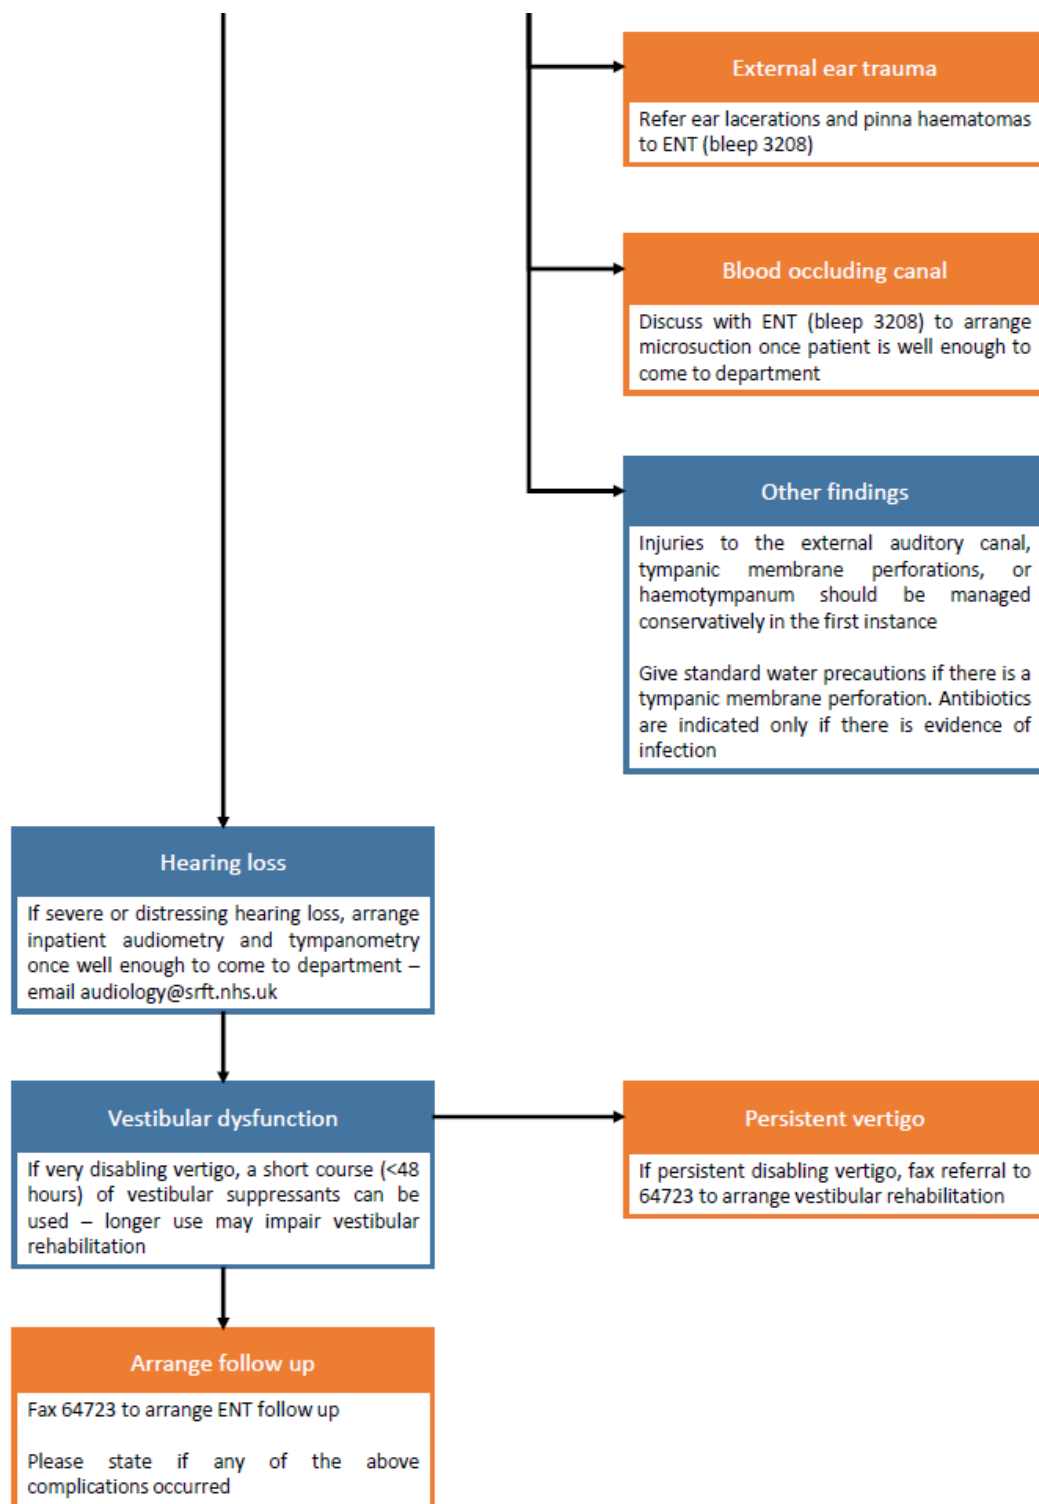 External ear trauma
Refer ear lacerations and pinna haematomas
to ENT (bleep 3208)
Blood occluding canal
Discuss with ENT (bleep 3208) to arrange
microsuction once patient is well enough to
come to department
Other findings
Injuries to the external auditory canal,
tympanic membrane perforations, or
haemotympanum should be managed
conservatively in the first instance
Give standard water precautions if there is a
tympanic membrane perforation. Antibiotics
are indicated only if there is evidence of
infection
Hearing loss
If severe or distressing hearing loss, arrange
inpatient audiometry and tympanometry
once well enough to come to department –
email audiology@srft.nhs.uk
Vestibular dysfunction
If very disabling vertigo, a short course (<48
hours) of vestibular suppressants can be
used – longer use may impair vestibular
rehabilitation
Persistent vertigo
If persistent disabling vertigo, fax referral to
64723 to arrange vestibular rehabilitation
Arrange follow up
Fax 64723 to arrange ENT follow up
Please state if any of the above
complications occurred